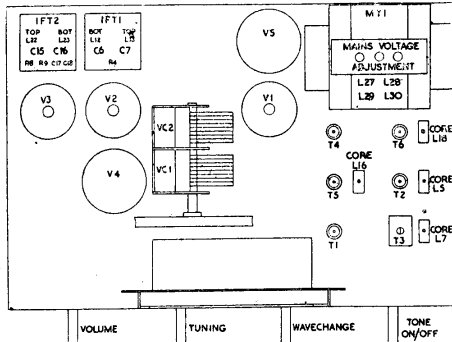 IFT2
TOP BOT
L22 L23
C15 C16
R8 R9 C17 C18
IFT1
BOT TOP
L12 L13
C6 C7
R4
V5
MT1
MAINS VOLTAGE
ADJUSTMENT
L27 L28
L29 L30
V3
V2
V1
VC2
VC1
V4
T4
T6
CORE
L18
CORE
L16
T5
T2
CORE
L5
T1
T3
CORE
L7
VOLUME
TUNING
WAVECHANGE
TONE
ON/OFF